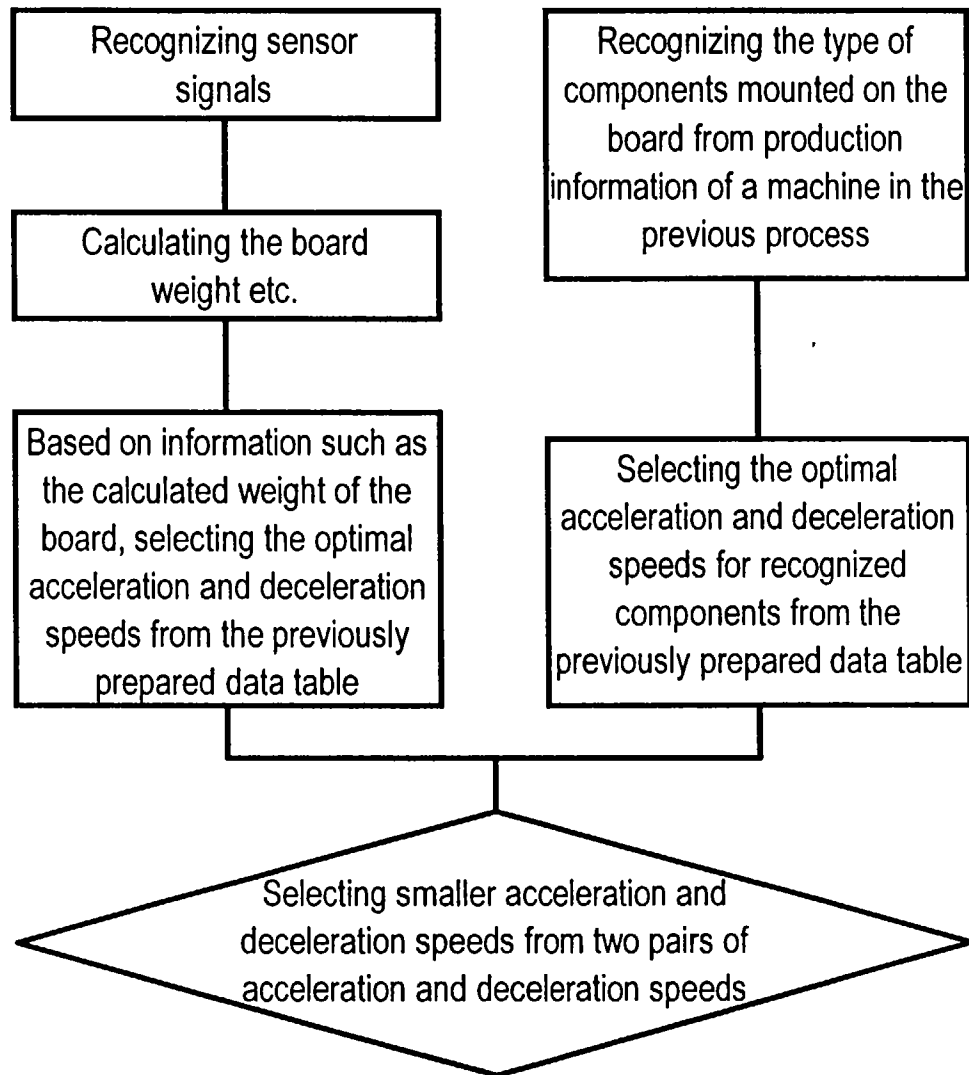 Recognizing sensor
signals
Calculating the board
weight etc.
Based on information such as
the calculated weight of the
board, selecting the optimal
acceleration and deceleration
speeds from the previously
prepared data table
Recognizing the type of
components mounted on the
board from production
information of a machine in the
previous process
Selecting the optimal
acceleration and deceleration
speeds for recognized
components from the
previously prepared data table
Selecting smaller acceleration and
deceleration speeds from two pairs of
acceleration and deceleration speeds